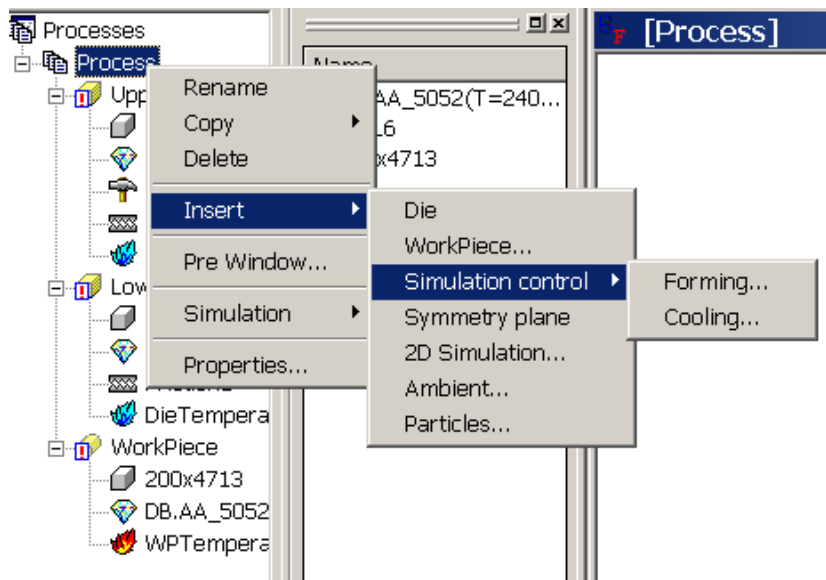 Processes
Process
Upp
Low
DieTempera
WorkPiece
200x4713
DB.AA_5052
WPTempera
Rename
Copy
Delete
Insert
Pre Window...
Simulation
Properties...
AA_5052(T=240...
_6
x4713
Die
WorkPiece...
Simulation control
Symmetry plane
2D Simulation...
Ambient...
Particles...
Forming...
Cooling...
[Process]